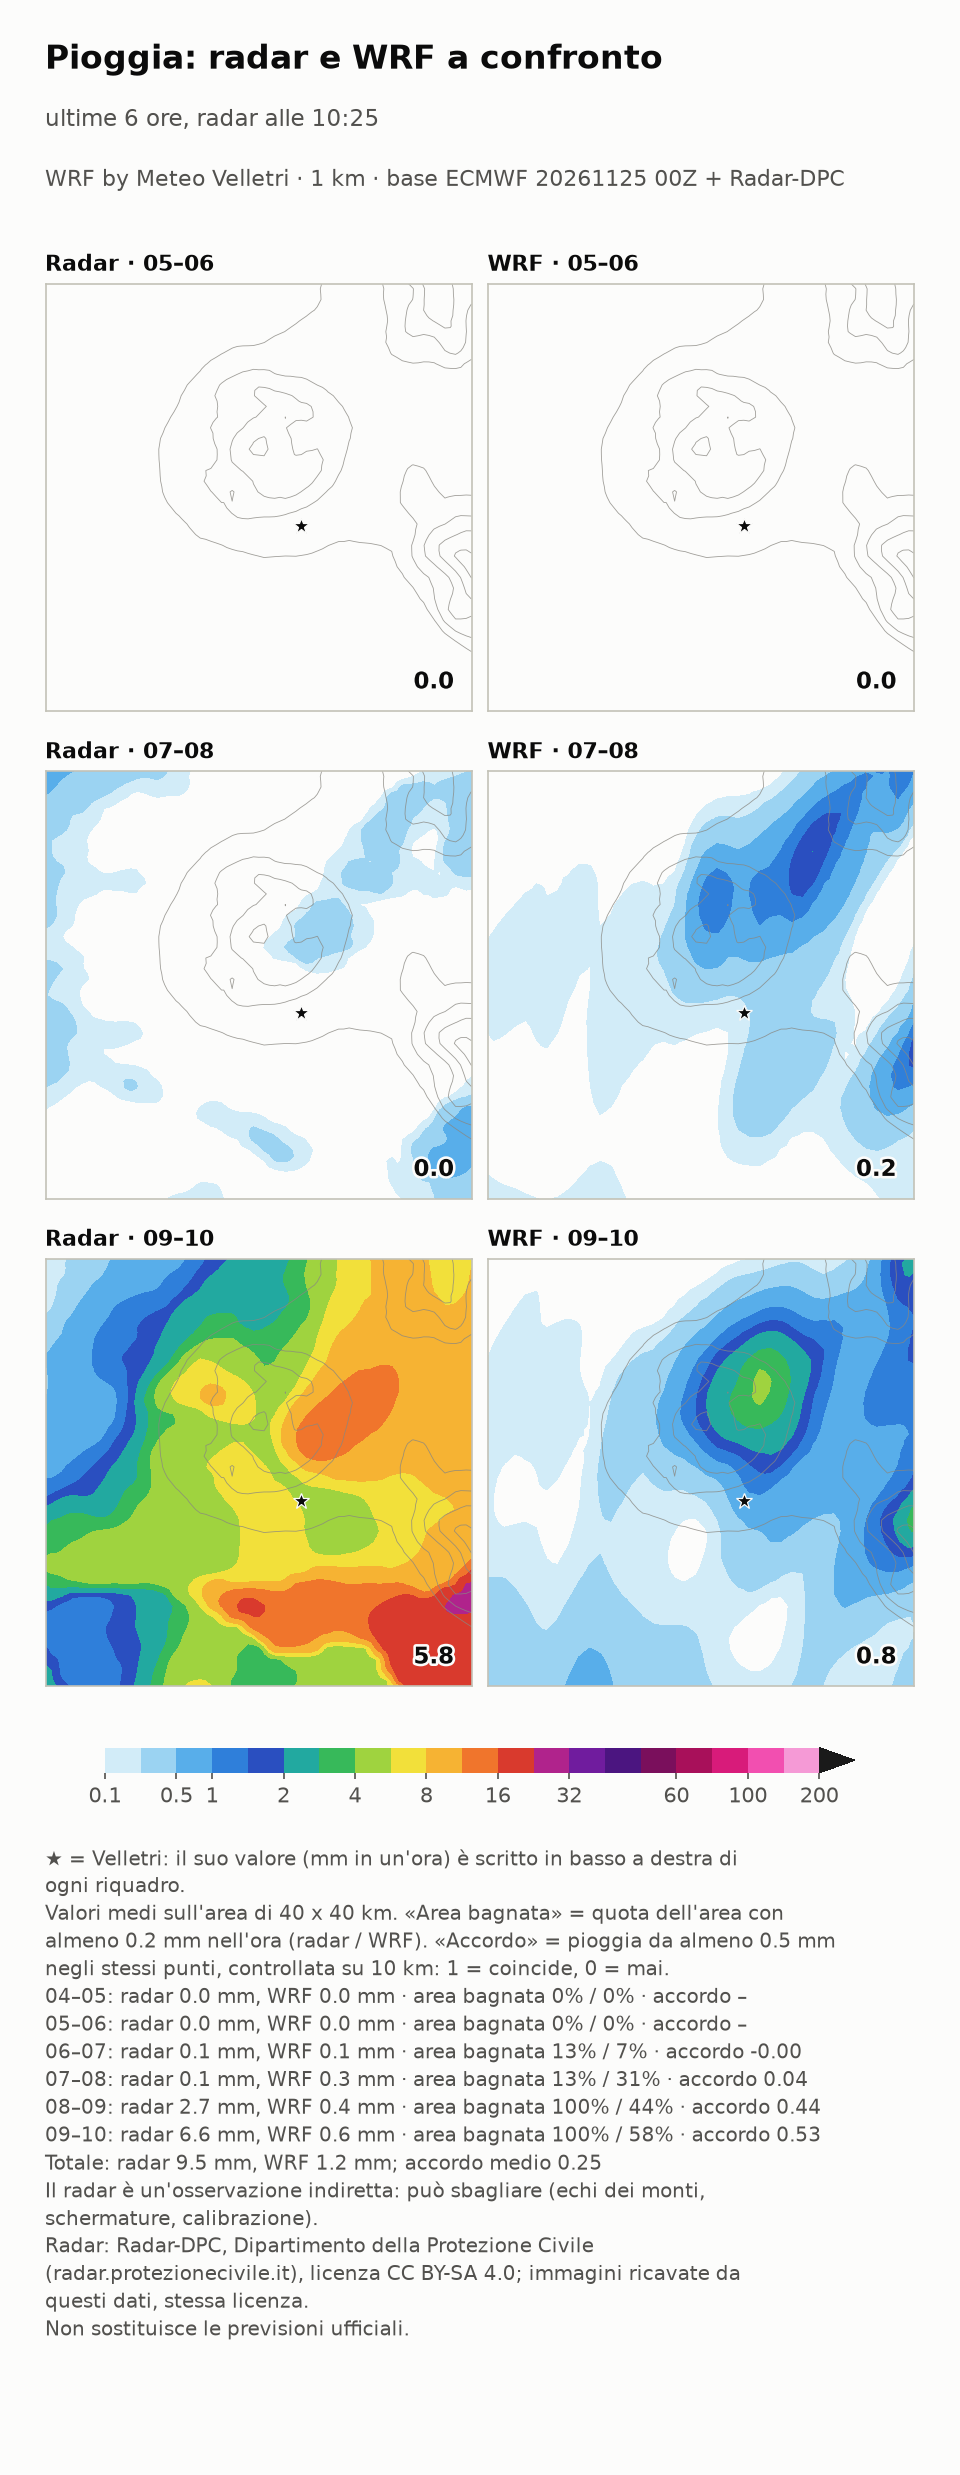 Pioggia: radar e WRF a confronto
ultime 6 ore, radar alle 10:25
WRF by Meteo Velletri · 1 km · base ECMWF 20261125 00Z + Radar-DPC
Radar · 05–06
WRF · 05–06
0.0
0.0
Radar · 07–08
WRF · 07–08
0.0
0.2
Radar · 09–10
WRF · 09–10
5.8
0.8
0.1 0.5 1 2 4 8 16 32 60 100 200
★ = Velletri: il suo valore (mm in un'ora) è scritto in basso a destra di
ogni riquadro.
Valori medi sull'area di 40 x 40 km. «Area bagnata» = quota dell'area con
almeno 0.2 mm nell'ora (radar / WRF). «Accordo» = pioggia da almeno 0.5 mm
negli stessi punti, controllata su 10 km: 1 = coincide, 0 = mai.
04–05: radar 0.0 mm, WRF 0.0 mm · area bagnata 0% / 0% · accordo –
05–06: radar 0.0 mm, WRF 0.0 mm · area bagnata 0% / 0% · accordo –
06–07: radar 0.1 mm, WRF 0.1 mm · area bagnata 13% / 7% · accordo -0.00
07–08: radar 0.1 mm, WRF 0.3 mm · area bagnata 13% / 31% · accordo 0.04
08–09: radar 2.7 mm, WRF 0.4 mm · area bagnata 100% / 44% · accordo 0.44
09–10: radar 6.6 mm, WRF 0.6 mm · area bagnata 100% / 58% · accordo 0.53
Totale: radar 9.5 mm, WRF 1.2 mm; accordo medio 0.25
Il radar è un'osservazione indiretta: può sbagliare (echi dei monti,
schermature, calibrazione).
Radar: Radar-DPC, Dipartimento della Protezione Civile
(radar.protezionecivile.it), licenza CC BY-SA 4.0; immagini ricavate da
questi dati, stessa licenza.
Non sostituisce le previsioni ufficiali.